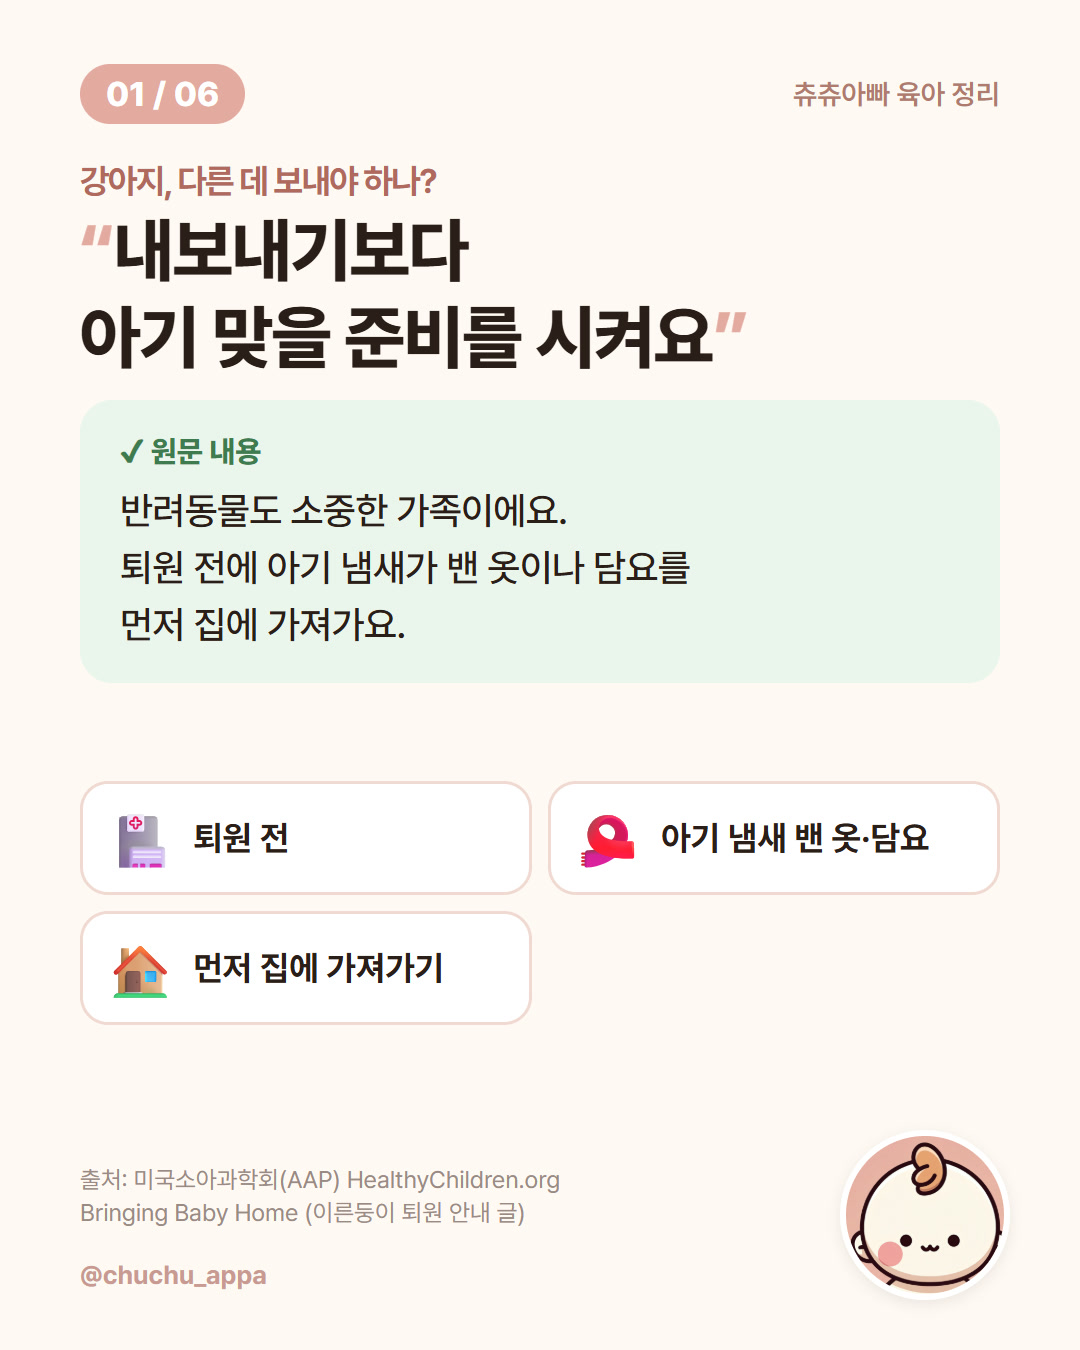 01 / 06
츄츄아빠 육아 정리
강아지, 다른 데 보내야 하나?
“내보내기보다
아기 맞을 준비를 시켜요”
✓ 원문 내용
반려동물도 소중한 가족이에요.
퇴원 전에 아기 냄새가 밴 옷이나 담요를
먼저 집에 가져가요.
퇴원 전
아기 냄새 밴 옷·담요
먼저 집에 가져가기
출처: 미국소아과학회(AAP) HealthyChildren.org
Bringing Baby Home (이른둥이 퇴원 안내 글)
@chuchu_appa